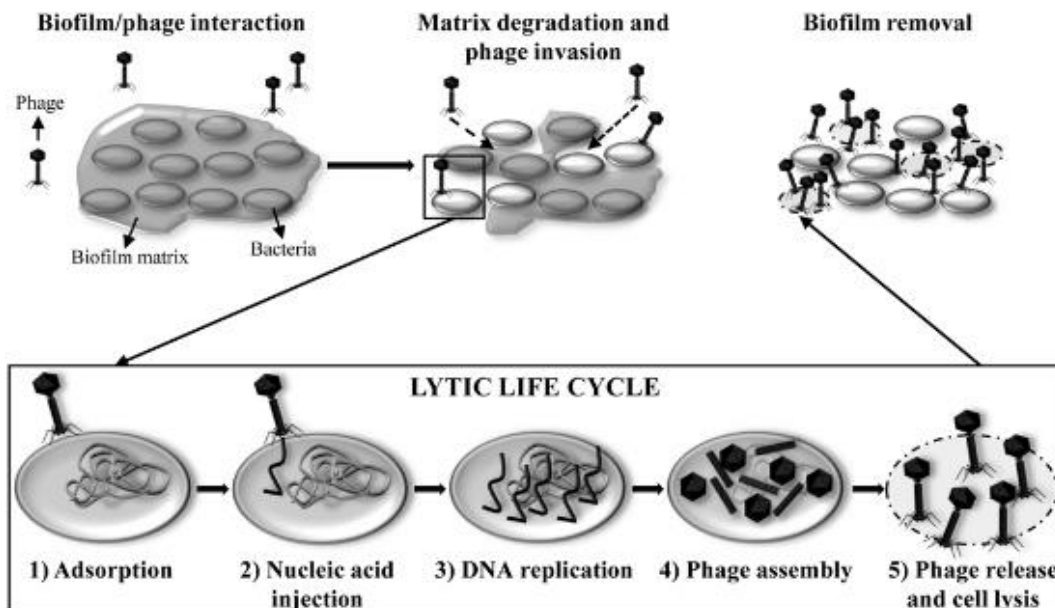 Biofilm/phage interaction
Matrix degradation and
phage invasion
Biofilm removal
Phage
Biofilm matrix
Bacteria
LYTIC LIFE CYCLE
1) Adsorption
2) Nucleic acid
injection
3) DNA replication
4) Phage assembly
5) Phage release
and cell lysis